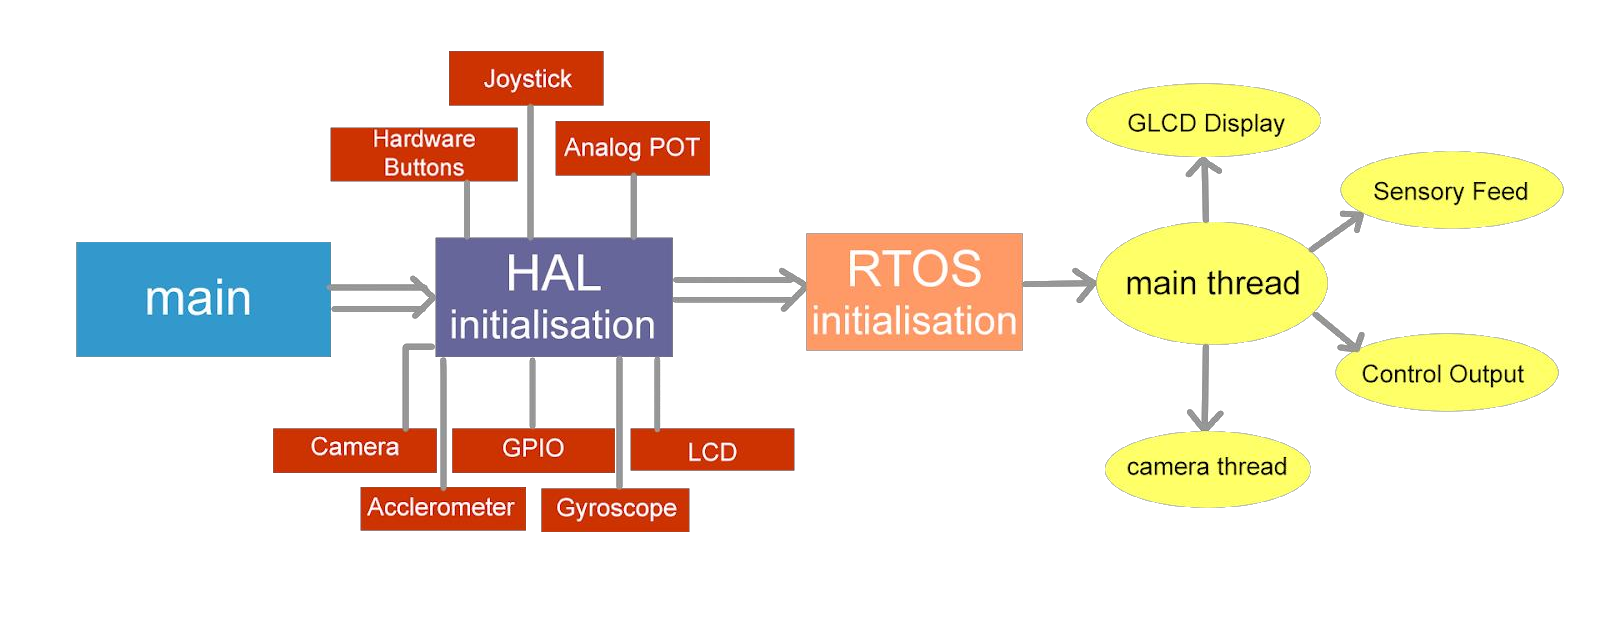 Joystick
Hardware
Buttons
Analog POT
main
HAL
initialisation
Camera
GPIO
LCD
Acclerometer
Gyroscope
RTOS
initialisation
main thread
GLCD Display
Sensory Feed
Control Output
camera thread